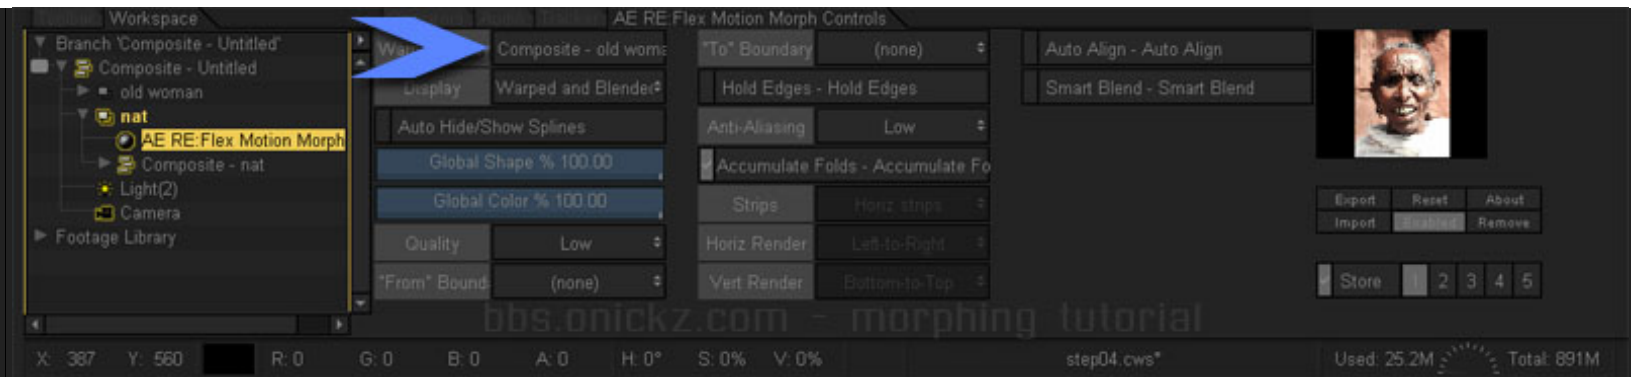 Workspace
AE RE:Flex Motion Morph Controls
Branch 'Composite - Untitled'
Composite - Untitled
old woman
nat
AE RE:Flex Motion Morph
Composite - nat
Light(2)
Camera
Footage Library
Composite - old woma
Display
Warped and Blended
Auto Hide/Show Splines
Global Shape % 100.00
Global Color % 100.00
Quality
Low
"From" Bound
(none)
"To" Boundary
(none)
Hold Edges - Hold Edges
Anti-Aliasing
Low
Accumulate Folds - Accumulate Fo
Strips
Horiz strips
Horiz Render
Left-to-Right
Vert Render
Bottom-to-Top
Auto Align - Auto Align
Smart Blend - Smart Blend
Export Reset About
Import Enabled Remove
Store 1 2 3 4 5
bbs.onickz.com - morphing tutorial
X: 387 Y: 560 R: 0 G: 0 B: 0 A: 0 H: 0° S: 0% V: 0% step04.cws* Used: 25.2M Total: 891M